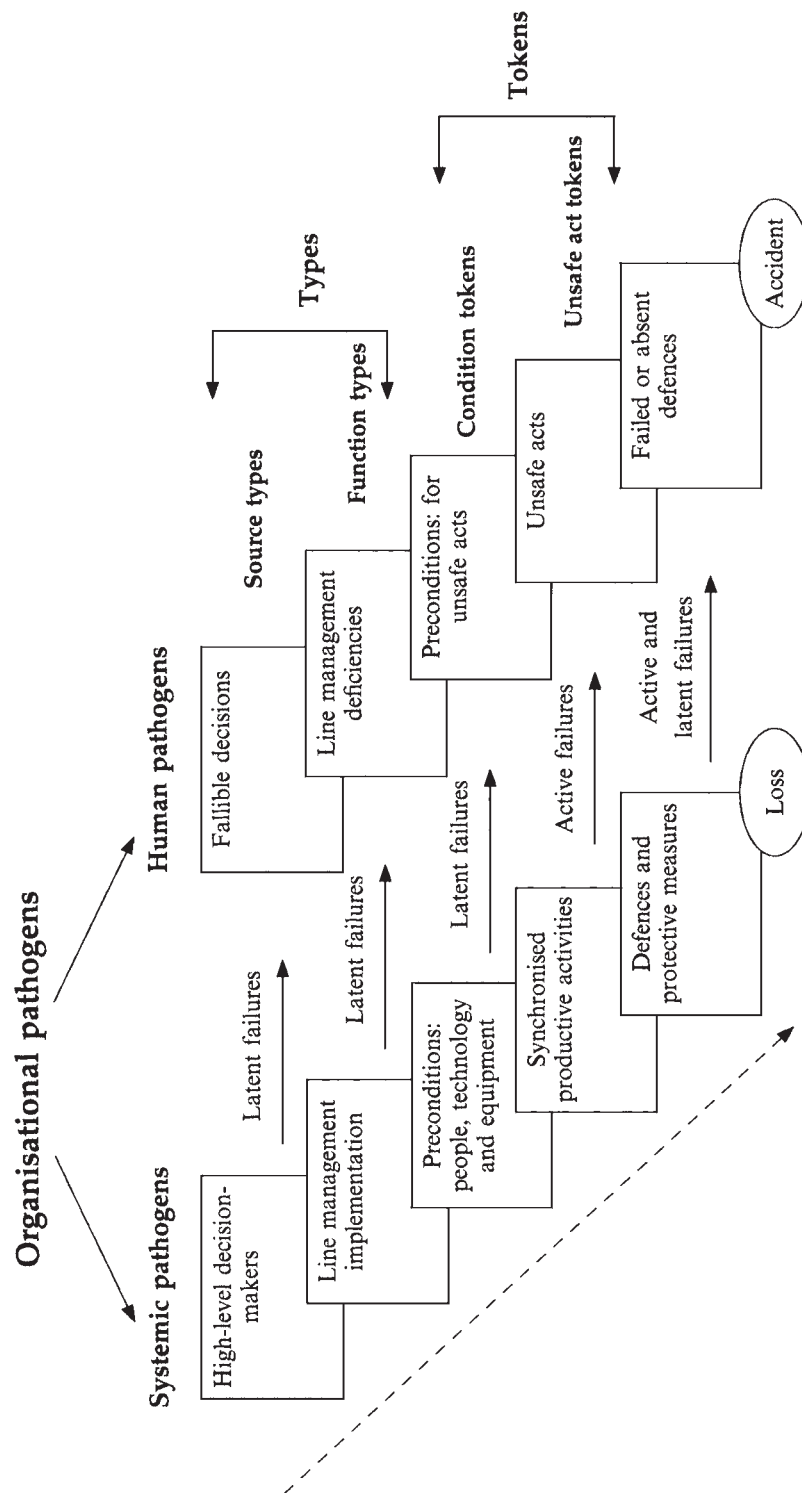 Organisational pathogens
Systemic pathogens
Human pathogens
High-level decision-
makers
Line management
implementation
Preconditions:
people, technology
and equipment
Synchronised
productive activities
Defences and
protective measures
Loss
Latent failures
Latent failures
Latent failures
Active failures
Active and
latent failures
Fallible decisions
Line management
deficiencies
Preconditions: for
unsafe acts
Unsafe acts
Failed or absent
defences
Accident
Source types
Function types
Types
Condition tokens
Unsafe act tokens
Tokens